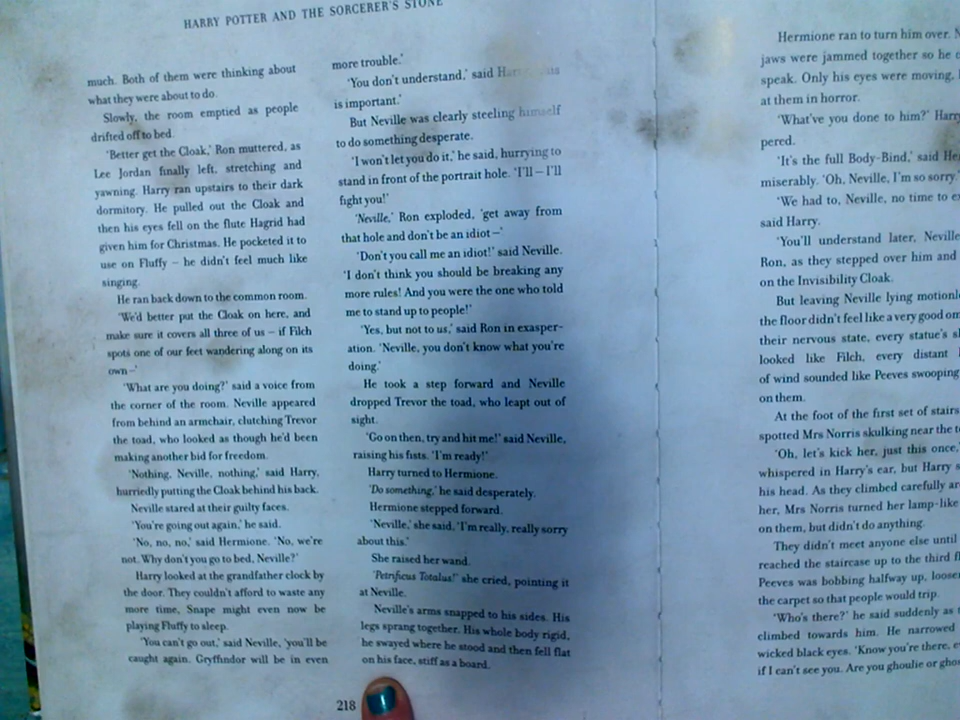 HARRY POTTER AND THE SORCERER'S STONE
much. Both of them were thinking about
what they were about to do.
Slowly, the room emptied as people
drifted off to bed.
'Better get the Cloak,' Ron muttered, as
Lee Jordan finally left, stretching and
yawning. Harry ran upstairs to their dark
dormitory. He pulled out the Cloak and
then his eyes fell on the flute Hagrid had
given him for Christmas. He pocketed it to
use on Fluffy – he didn't feel much like
singing.
He ran back down to the common room.
'We'd better put the Cloak on here, and
make sure it covers all three of us – if Filch
spots one of our feet wandering along on its
own –'
'What are you doing?' said a voice from
the corner of the room. Neville appeared
from behind an armchair, clutching Trevor
the toad, who looked as though he'd been
making another bid for freedom.
'Nothing, Neville, nothing,' said Harry,
hurriedly putting the Cloak behind his back.
Neville stared at their guilty faces.
'You're going out again,' he said.
'No, no, no,' said Hermione. 'No, we're
not. Why don't you go to bed, Neville?'
Harry looked at the grandfather clock by
the door. They couldn't afford to waste any
more time, Snape might even now be
playing Fluffy to sleep.
'You can't go out,' said Neville, 'you'll be
caught again. Gryffindor will be in even
more trouble.'
'You don't understand,' said Harry, 'this
is important.'
But Neville was clearly steeling himself
to do something desperate.
'I won't let you do it,' he said, hurrying to
stand in front of the portrait hole. 'I'll – I'll
fight you!'
'Neville,' Ron exploded, 'get away from
that hole and don't be an idiot –'
'Don't you call me an idiot!' said Neville.
'I don't think you should be breaking any
more rules! And you were the one who told
me to stand up to people!'
'Yes, but not to us,' said Ron in exasper-
ation. 'Neville, you don't know what you're
doing.'
He took a step forward and Neville
dropped Trevor the toad, who leapt out of
sight.
'Go on then, try and hit me!' said Neville,
raising his fists. 'I'm ready!'
Harry turned to Hermione.
'Do something,' he said desperately.
Hermione stepped forward.
'Neville,' she said, 'I'm really, really sorry
about this.'
She raised her wand.
'Petrificus Totalus!' she cried, pointing it
at Neville.
Neville's arms snapped to his sides. His
legs sprang together. His whole body rigid,
he swayed where he stood and then fell flat
on his face, stiff as a board.
218
Hermione ran to turn him over.
jaws were jammed together so he
speak. Only his eyes were moving,
at them in horror.
'What've you done to him?' Harry
pered.
'It's the full Body-Bind,' said
miserably. 'Oh, Neville, I'm so sorry.'
'We had to, Neville, no time to
said Harry.
'You'll understand later, Neville
Ron, as they stepped over him and
on the Invisibility Cloak.
But leaving Neville lying
the floor didn't feel like a very good
their nervous state, every statue's
looked like Filch, every distant
of wind sounded like Peeves swooping
on them.
At the foot of the first set of stairs
spotted Mrs Norris skulking near the
'Oh, let's kick her, just this once,'
whispered in Harry's ear, but Harry
his head. As they climbed carefully
her, Mrs Norris turned her lamp-like
on them, but didn't do anything.
They didn't meet anyone else until
reached the staircase up to the third
Peeves was bobbing halfway up,
the carpet so that people would trip.
'Who's there?' he said suddenly as
climbed towards him. He narrowed
wicked black eyes. 'Know you're there,
if I can't see you. Are you ghoulie or